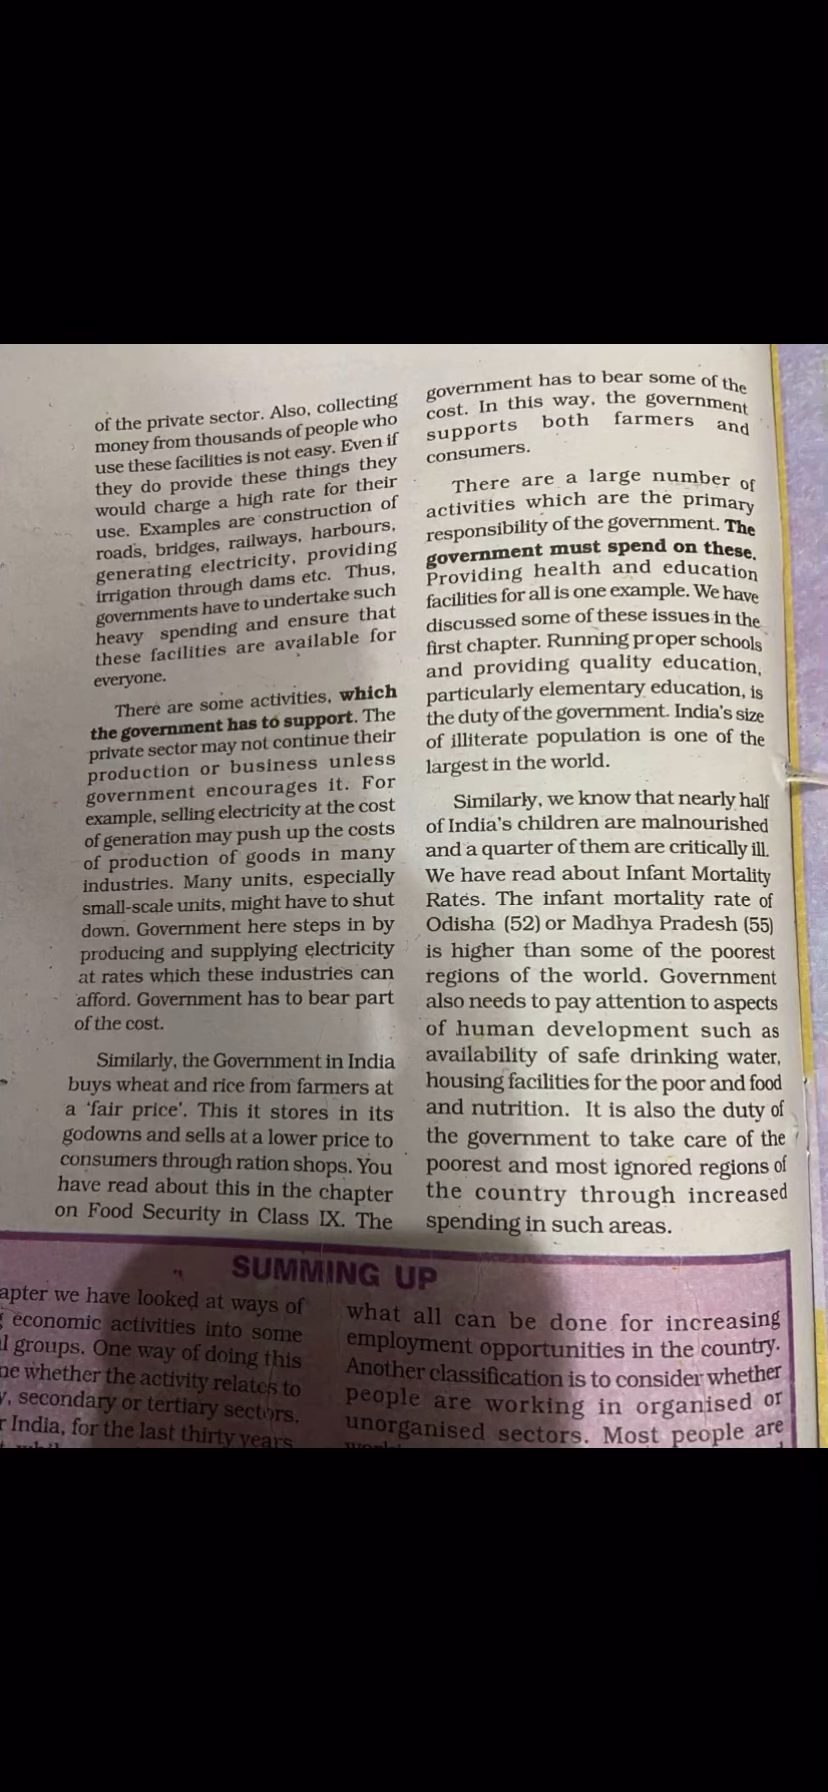 of the private sector. Also, collecting
money from thousands of people who
use these facilities is not easy. Even if
they do provide these things they
would charge a high rate for their
use. Examples are construction of
roads, bridges, railways, harbours,
generating electricity, providing
irrigation through dams etc. Thus,
governments have to undertake such
heavy spending and ensure that
these facilities are available for
everyone.
There are some activities, which
the government has to support. The
private sector may not continue their
production or business unless
government encourages it. For
example, selling electricity at the cost
of generation may push up the costs
of production of goods in many
industries. Many units, especially
small-scale units, might have to shut
down. Government here steps in by
producing and supplying electricity
at rates which these industries can
afford. Government has to bear part
of the cost.
Similarly, the Government in India
buys wheat and rice from farmers at
a ‘fair price’. This it stores in its
godowns and sells at a lower price to
consumers through ration shops. You
have read about this in the chapter
on Food Security in Class IX. The
government has to bear some of the
cost. In this way, the government
supports both farmers and
consumers.
There are a large number of
activities which are the primary
responsibility of the government. The
government must spend on these.
Providing health and education
facilities for all is one example. We have
discussed some of these issues in the
first chapter. Running proper schools
and providing quality education,
particularly elementary education, is
the duty of the government. India's size
of illiterate population is one of the
largest in the world.
Similarly, we know that nearly half
of India's children are malnourished
and a quarter of them are critically ill.
We have read about Infant Mortality
Rates. The infant mortality rate of
Odisha (52) or Madhya Pradesh (55)
is higher than some of the poorest
regions of the world. Government
also needs to pay attention to aspects
of human development such as
availability of safe drinking water,
housing facilities for the poor and food
and nutrition. It is also the duty of
the government to take care of the
poorest and most ignored regions of
the country through increased
spending in such areas.
SUMMING UP
apter we have looked at ways of
economic activities into some
l groups. One way of doing this
ne whether the activity relates to
y, secondary or tertiary sectors.
r India, for the last thirty years
what all can be done for increasing
employment opportunities in the country.
Another classification is to consider whether
people are working in organised or
unorganised sectors. Most people are